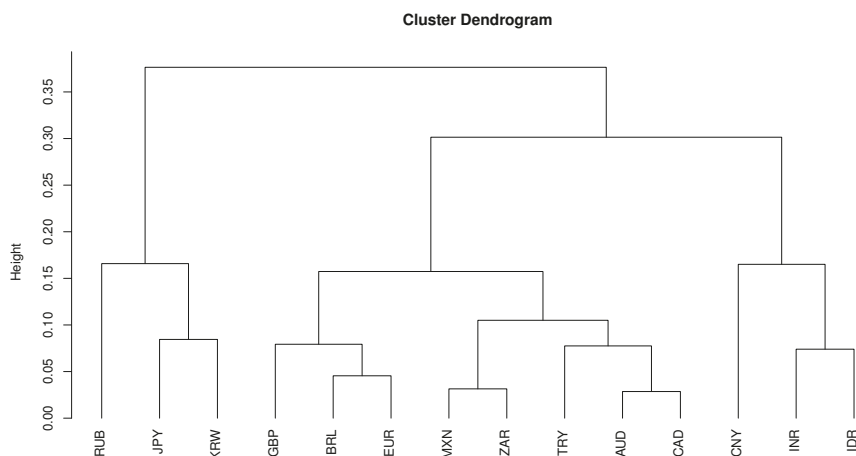 Cluster Dendrogram
Height
0.35
0.30
0.25
0.20
0.15
0.10
0.05
0.00
RUB
JPY
KRW
GBP
BRL
EUR
MXN
ZAR
TRY
AUD
CAD
CNY
INR
IDR